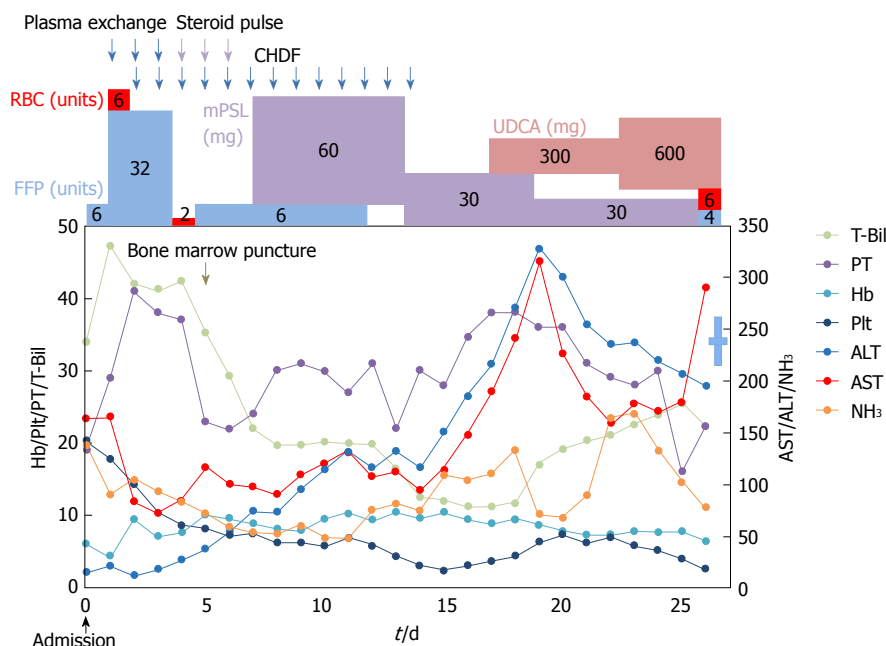 Plasma exchange Steroid pulse
CHDF
RBC (units) 6
mPSL
(mg)
UDCA (mg)
60
300
600
32
FFP (units)
6
2
6
30
30
6
4
50
40
30
20
10
0
Hb/Plt/PT/T-Bil
Bone marrow puncture
350
300
250
200
150
100
50
0
AST/ALT/NH₃
T-Bil
PT
Hb
Plt
ALT
AST
NH₃
0 5 10 15 20 25
t/d
Admission